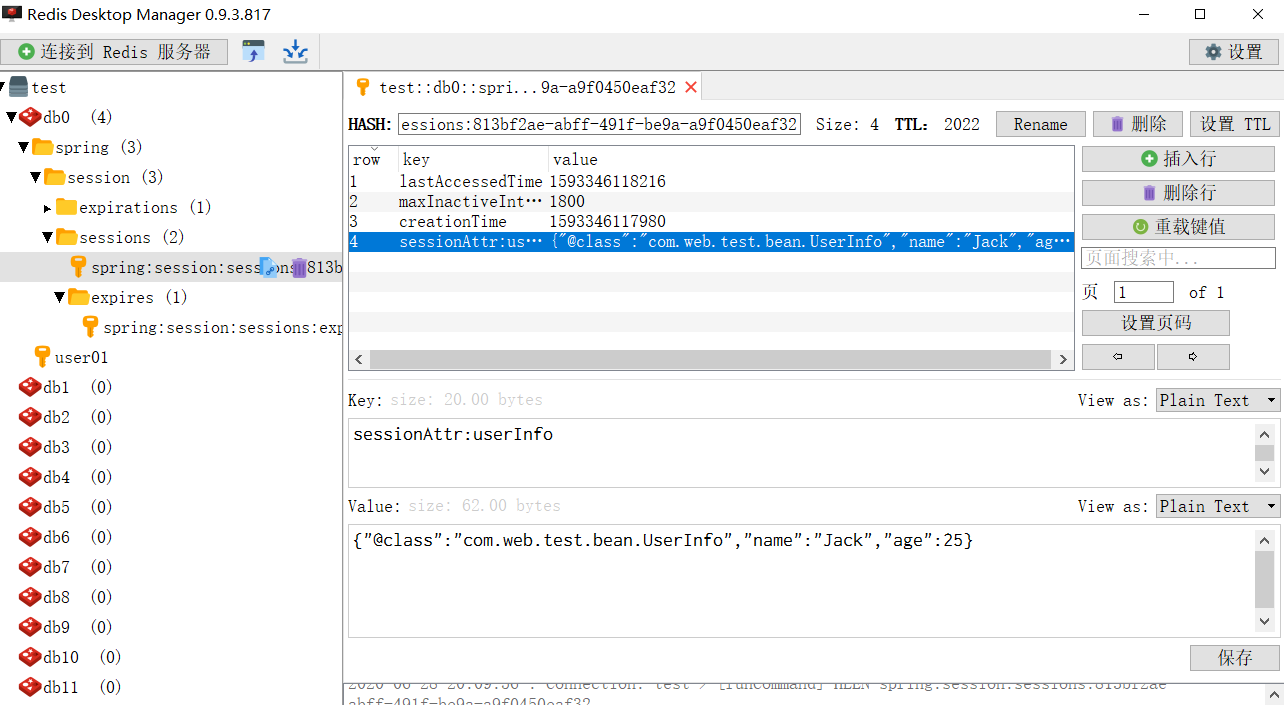 Redis Desktop Manager 0.9.3.817
连接到 Redis 服务器
设置
test
db0 (4)
spring (3)
session (3)
expirations (1)
sessions (2)
spring:session:sess
ns
813b
expires (1)
spring:session:sessions:exp
user01
db1 (0)
db2 (0)
db3 (0)
db4 (0)
db5 (0)
db6 (0)
db7 (0)
db8 (0)
db9 (0)
db10 (0)
db11 (0)
test::db0::spri...9a-a9f0450eaf32
HASH: essions:813bf2ae-abff-491f-be9a-a9f0450eaf32 Size: 4 TTL: 2022 Rename 删除 设置 TTL
row key value
1 lastAccessedTime 1593346118216
2 maxInactiveInt… 1800
3 creationTime 1593346117980
4 sessionAttr:us… {"@class":"com.web.test.bean.UserInfo","name":"Jack","ag…
插入行
删除行
重载键值
页面搜索中...
页 1 of 1
设置页码
Key: size: 20.00 bytes View as: Plain Text
sessionAttr:userInfo
Value: size: 62.00 bytes View as: Plain Text
{"@class":"com.web.test.bean.UserInfo","name":"Jack","age":25}
保存
: Connection: test > [runCommand] HLEN spring:session:sessions:813bf2ae
abff-491f-be9a-a9f0450eaf32